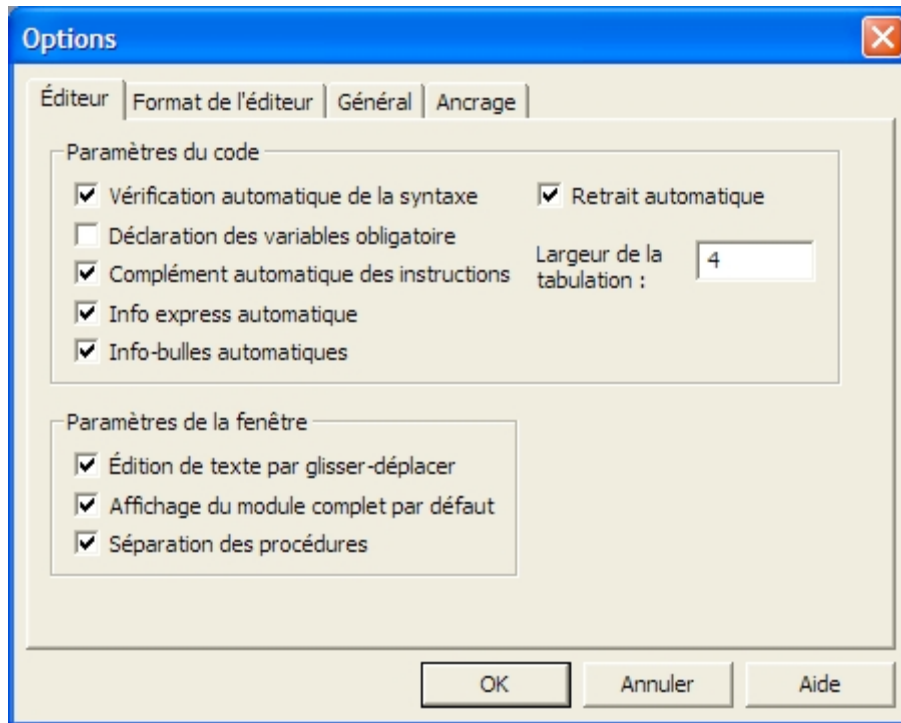 Options
Éditeur Format de l'éditeur Général Ancrage
Paramètres du code
Vérification automatique de la syntaxe
Déclaration des variables obligatoire
Complément automatique des instructions
Info express automatique
Info-bulles automatiques
Retrait automatique
Largeur de la
tabulation : 4
Paramètres de la fenêtre
Édition de texte par glisser-déplacer
Affichage du module complet par défaut
Séparation des procédures
OK Annuler Aide